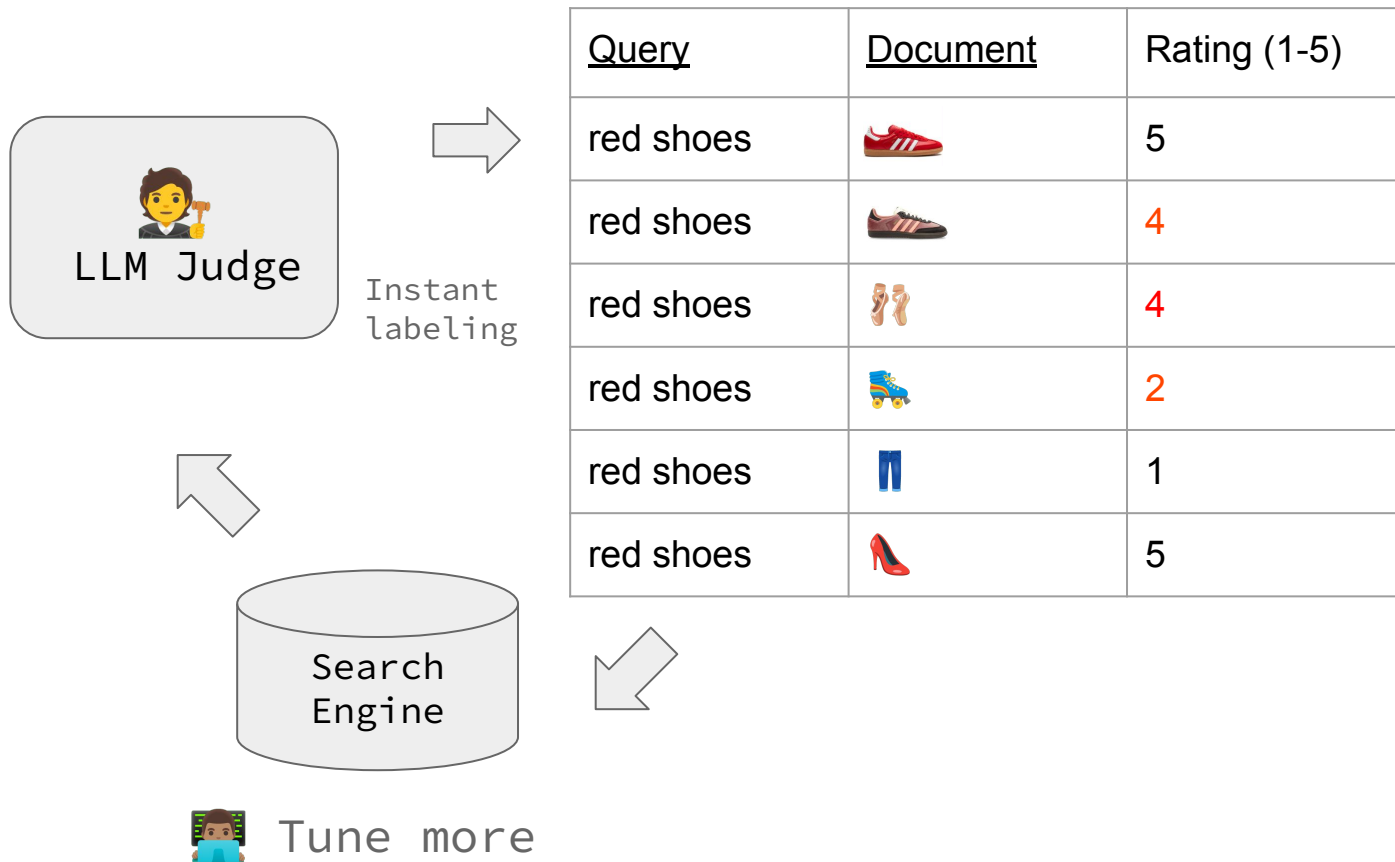 Query Document Rating (1-5)
red shoes 5
red shoes 4
red shoes 4
red shoes 2
red shoes 1
red shoes 5
LLM Judge
Instant
labeling
Search
Engine
Tune more